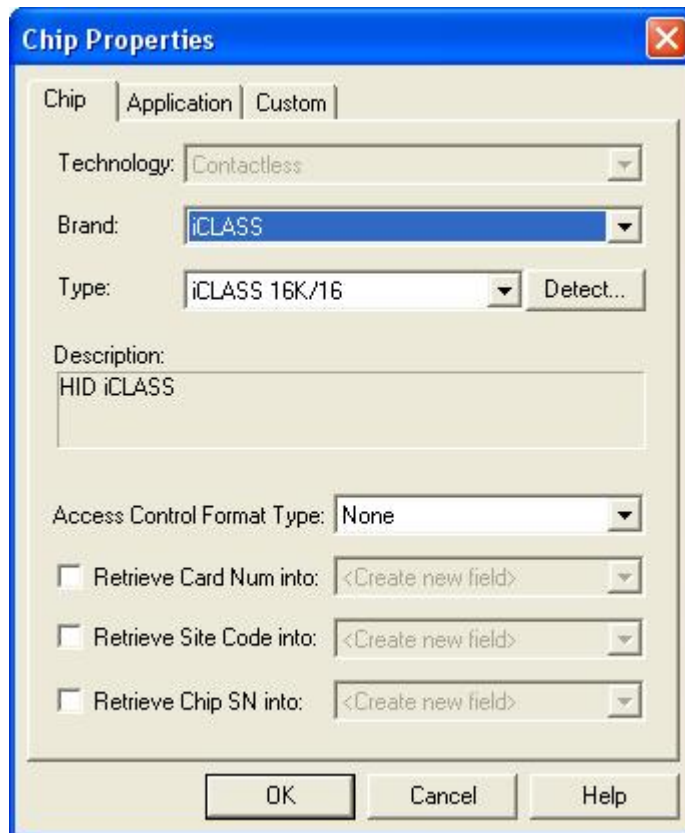 Chip Properties
Chip Application Custom
Technology: Contactless
Brand: iCLASS
Type: iCLASS 16K/16 Detect...
Description:
HID iCLASS
Access Control Format Type: None
Retrieve Card Num into: <Create new field>
Retrieve Site Code into: <Create new field>
Retrieve Chip SN into: <Create new field>
OK Cancel Help